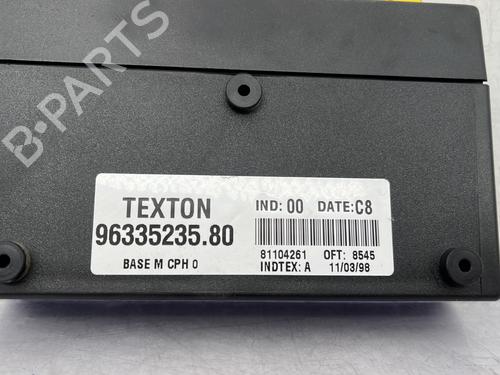 B-PARTS
TEXTON
IND: 00 DATE: C8
96335235.80
81104261 OFT: 8545
BASE M CPH 0
INDTEX: A 11/03/98